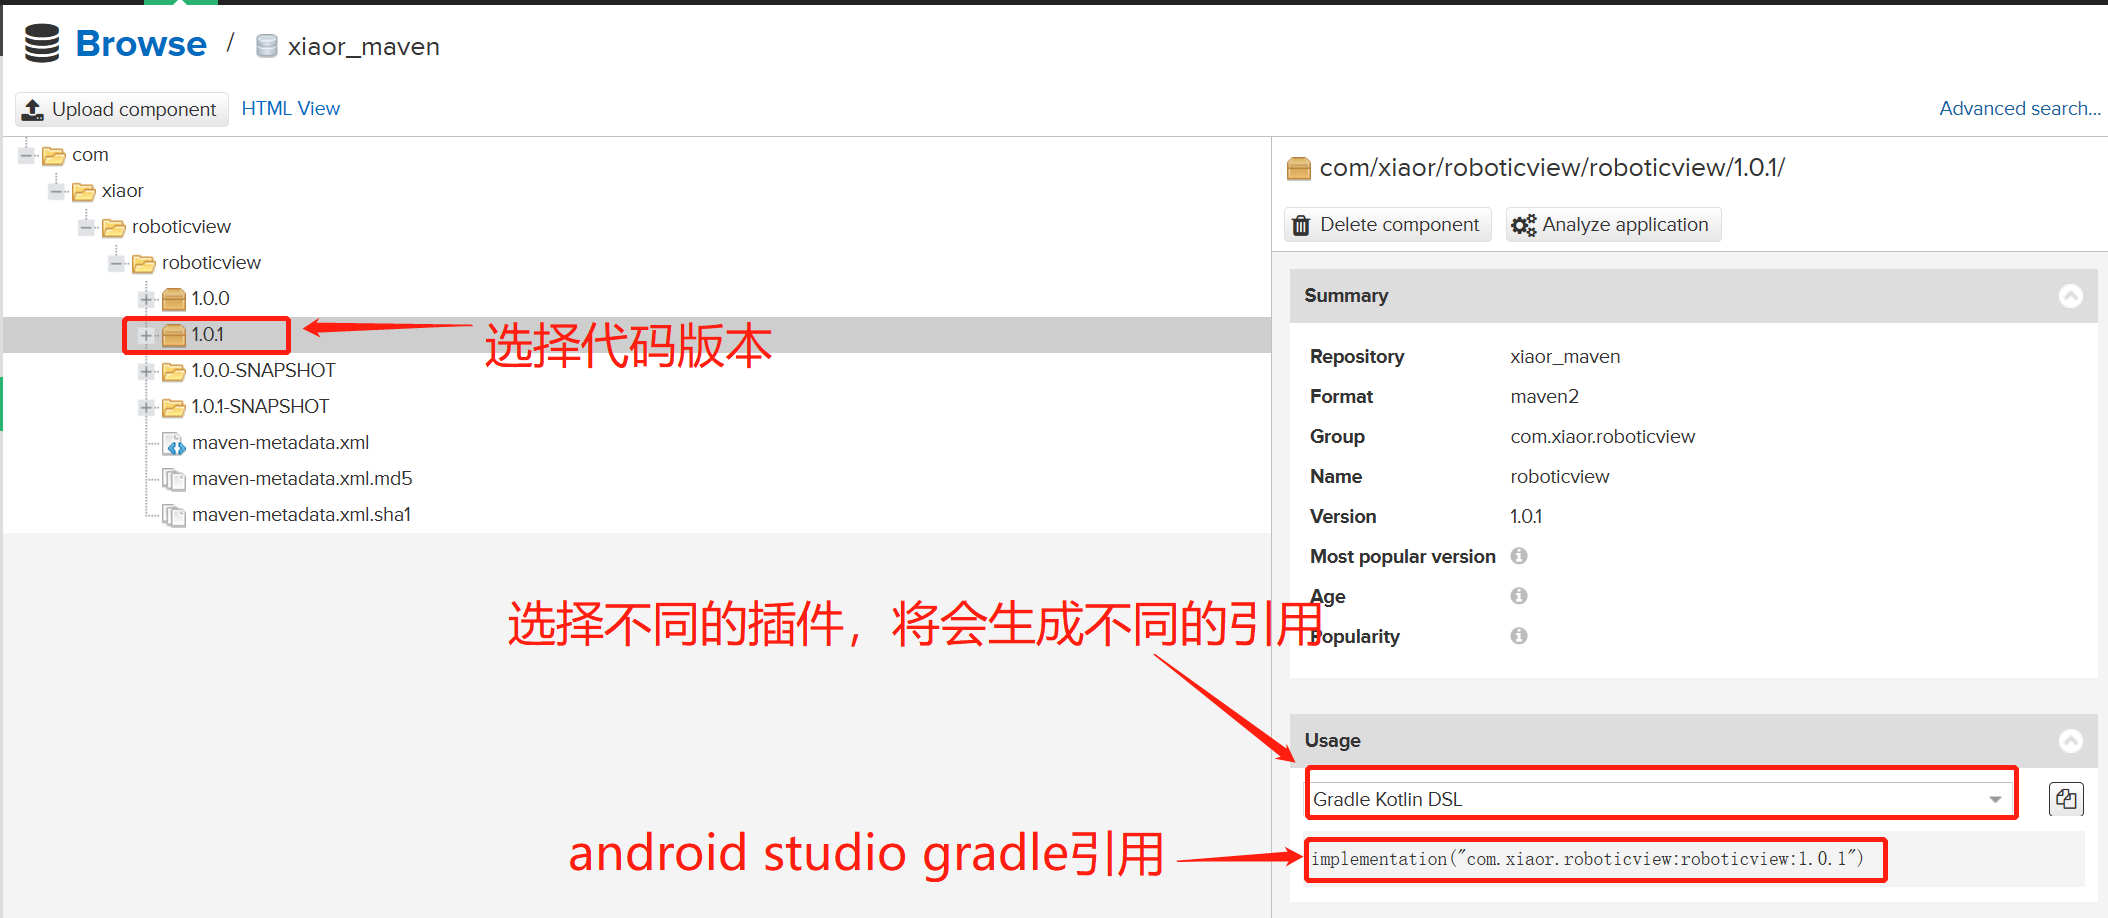 Browse / xiaor_maven
Upload component HTML View Advanced search...
com
xiaor
roboticview
roboticview
1.0.0
1.0.1
1.0.0-SNAPSHOT
1.0.1-SNAPSHOT
maven-metadata.xml
maven-metadata.xml.md5
maven-metadata.xml.sha1
选择代码版本
com/xiaor/roboticview/roboticview/1.0.1/
Delete component Analyze application
Summary
Repository xiaor_maven
Format maven2
Group com.xiaor.roboticview
Name roboticview
Version 1.0.1
Most popular version
Age
Popularity
选择不同的插件，将会生成不同的引用
Usage
Gradle Kotlin DSL
android studio gradle引用
implementation("com.xiaor.roboticview:roboticview:1.0.1")